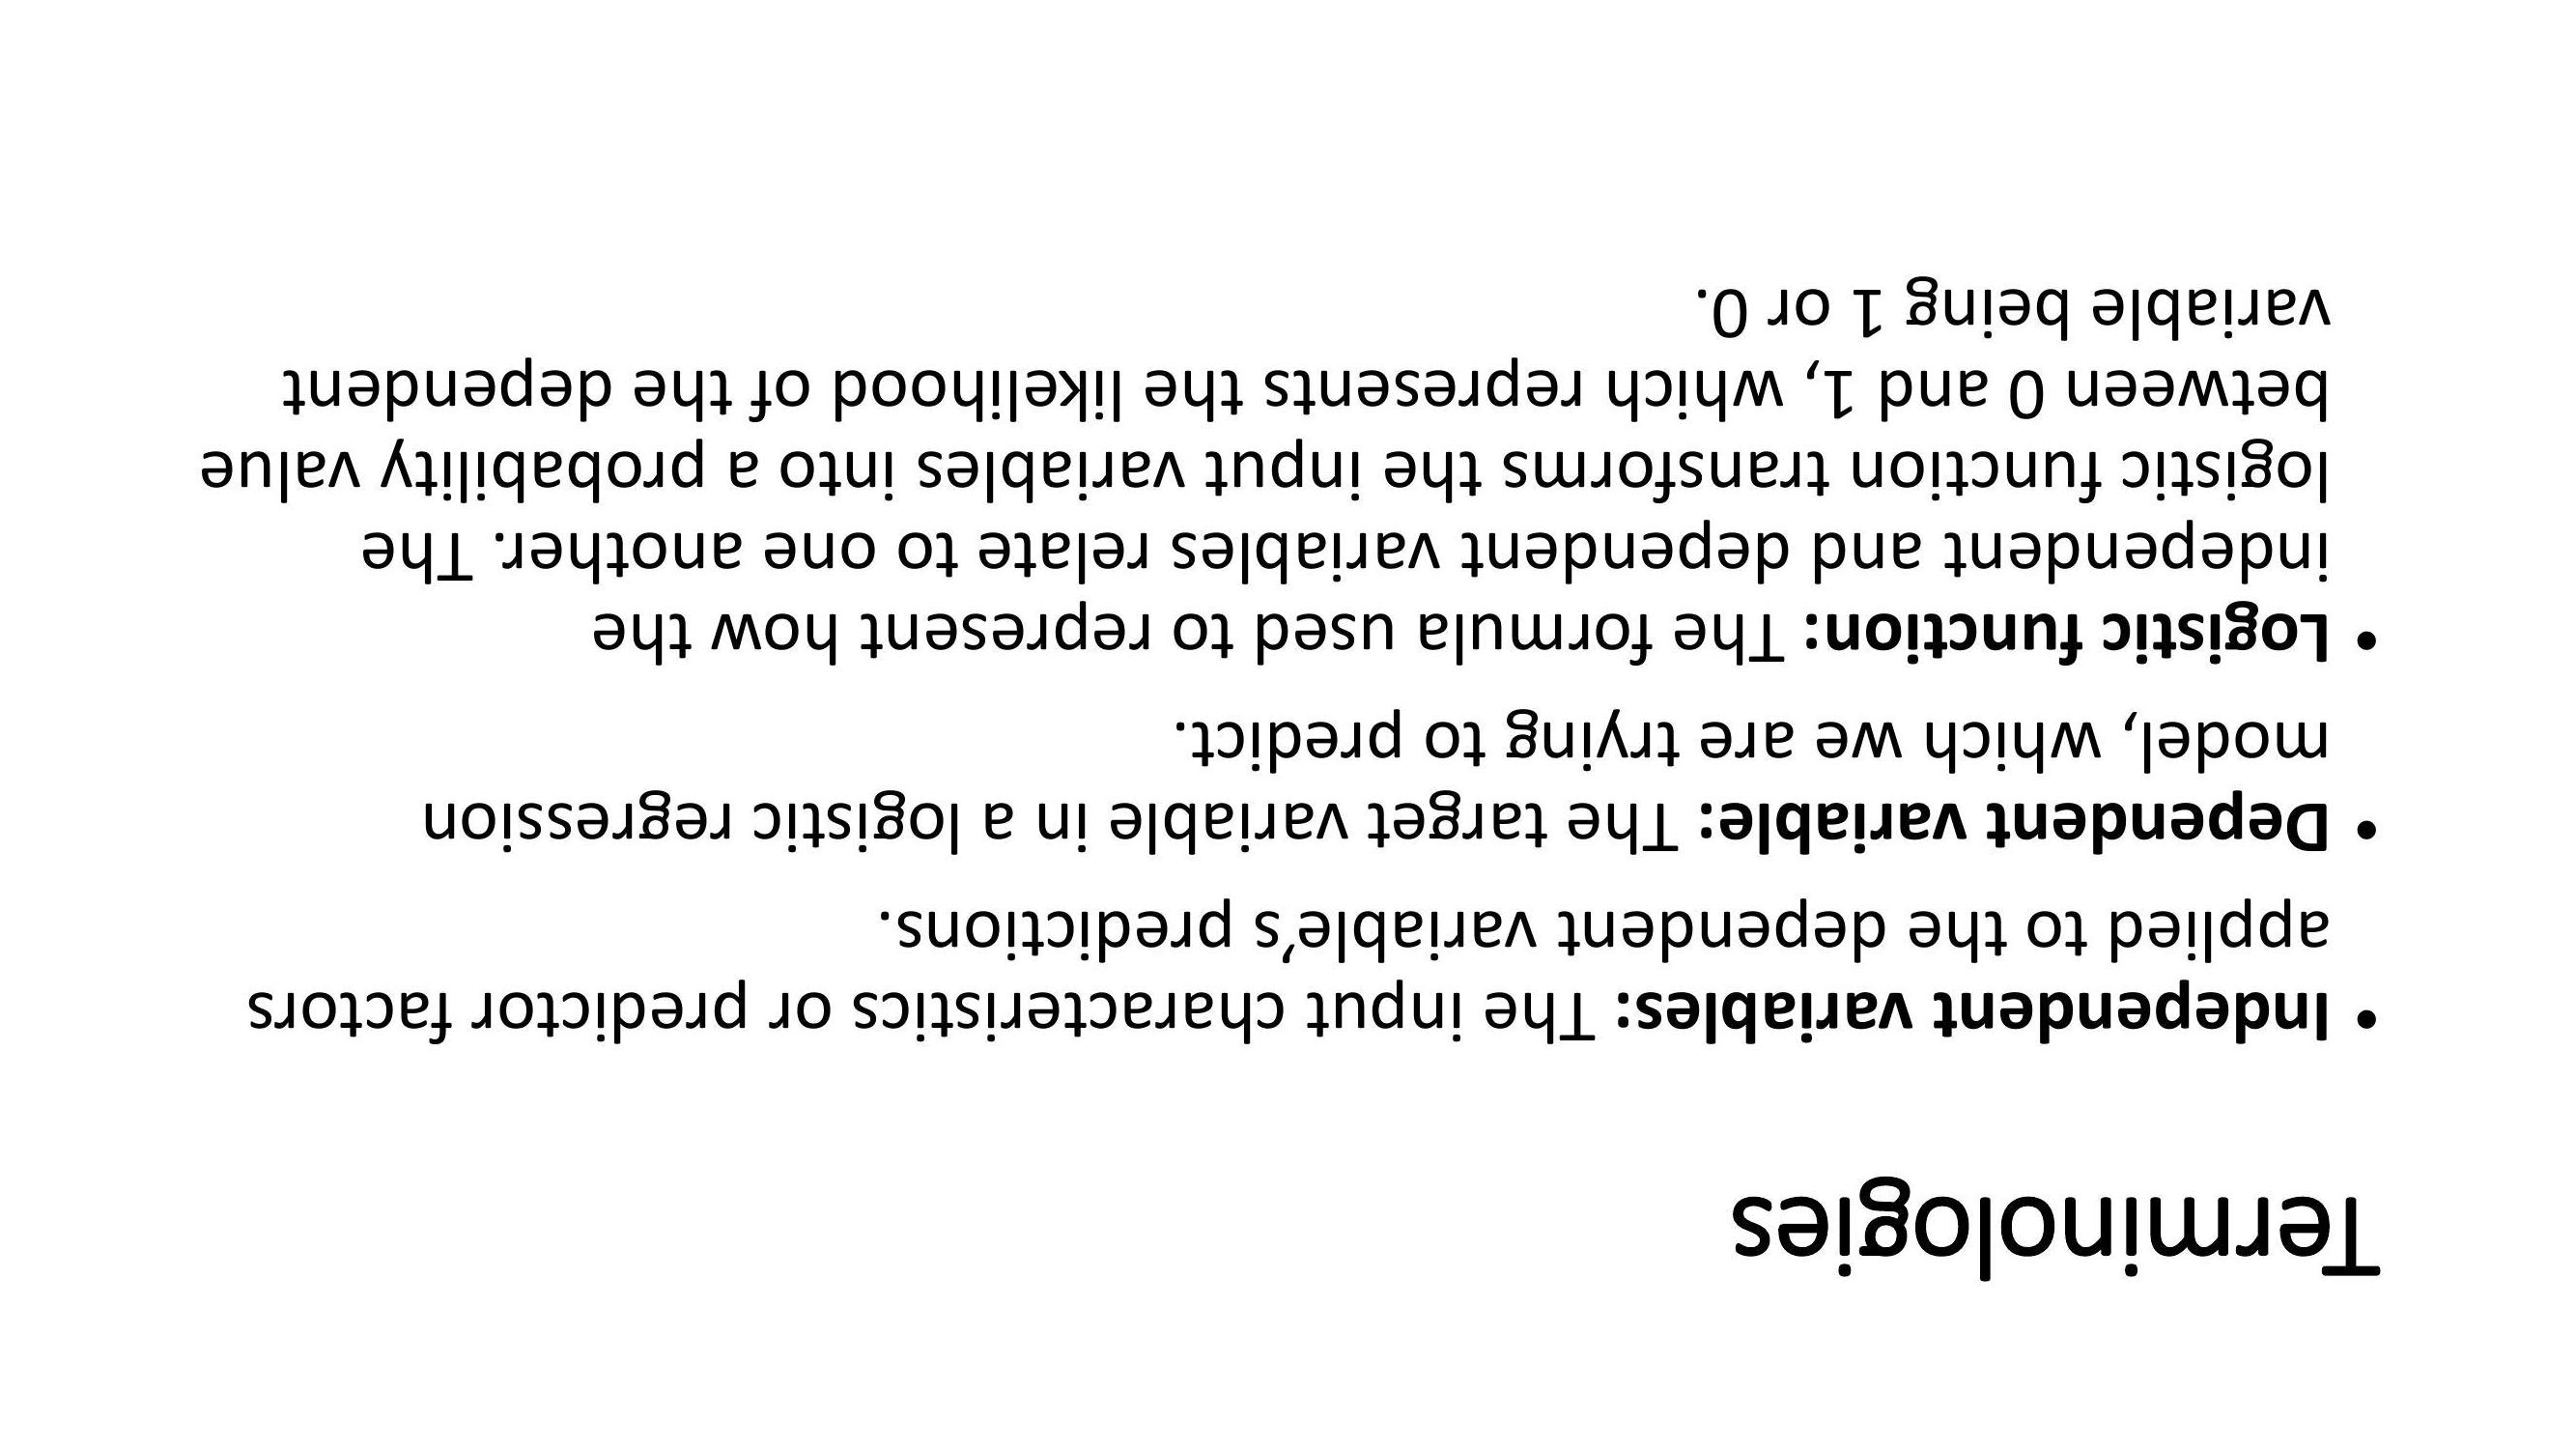 Terminologies
• Independent variables: The input characteristics or predictor factors
applied to the dependent variable’s predictions.
• Dependent variable: The target variable in a logistic regression
model, which we are trying to predict.
• Logistic function: The formula used to represent how the
independent and dependent variables relate to one another. The
logistic function transforms the input variables into a probability value
between 0 and 1, which represents the likelihood of the dependent
variable being 1 or 0.